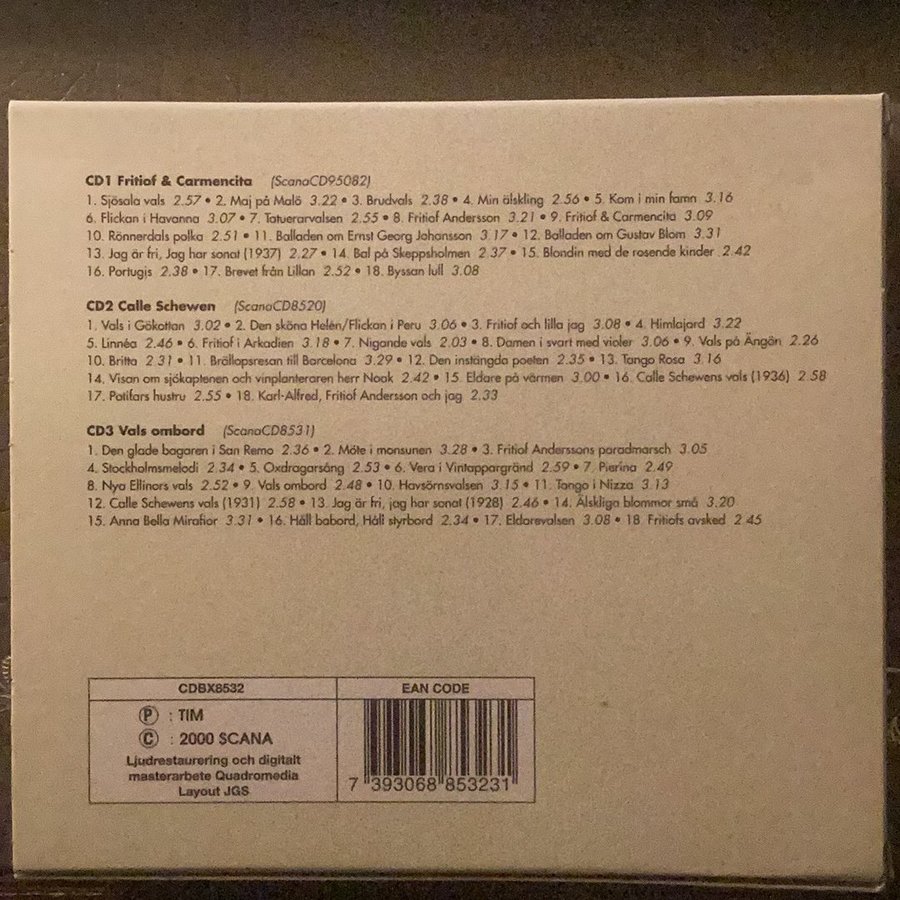 CD1 Fritiof & Carmencita (ScanaCD95082)
1. Sjösala vals 2.57 • 2. Maj på Malö 3.22 • 3. Brudvals 2.38 • 4. Min älskling 2.56 • 5. Kom i min famn 3.16
6. Flickan i Havanna 3.07 • 7. Tatuerarvalsen 2.55 • 8. Fritiof Andersson 3.21 • 9. Fritiof & Carmencita 3.09
10. Rönnerdals polka 2.51 • 11. Balladen om Ernst Georg Johansson 3.17 • 12. Balladen om Gustav Blom 3.31
13. Jag är fri, Jag har sonat (1937) 2.27 • 14. Bal på Skeppsholmen 2.37 • 15. Blondin med de rosende kinder 2.42
16. Portugis 2.38 • 17. Brevet från Lillan 2.52 • 18. Byssan lull 3.08
CD2 Calle Schewen (ScanaCD8520)
1. Vals i Gökottan 3.02 • 2. Den sköna Helén/Flickan i Peru 3.06 • 3. Fritiof och lilla jag 3.08 • 4. Himlajord 3.22
5. Linnéa 2.46 • 6. Fritiof i Arkadien 3.18 • 7. Nigande vals 2.03 • 8. Damen i svart med violer 3.06 • 9. Vals på Ängön 2.26
10. Britta 2.31 • 11. Bröllopsresan till Barcelona 3.29 • 12. Den instängda poeten 2.35 • 13. Tango Rosa 3.16
14. Visan om sjökaptenen och vinplanteraren herr Noak 2.42 • 15. Eldare på värmen 3.00 • 16. Calle Schewens vals (1936) 2.58
17. Potifars hustru 2.55 • 18. Karl-Alfred, Fritiof Andersson och jag 2.33
CD3 Vals ombord (ScanaCD8531)
1. Den glade bagaren i San Remo 2.36 • 2. Möte i monsunen 3.28 • 3. Fritiof Anderssons paradmarsch 3.05
4. Stockholmsmelodi 2.34 • 5. Oxdragarsång 2.53 • 6. Vera i Vintappargränd 2.59 • 7. Pierina 2.49
8. Nya Ellinors vals 2.52 • 9. Vals ombord 2.48 • 10. Havsörnsvalsen 3.15 • 11. Tango i Nizza 3.13
12. Calle Schewens vals (1931) 2.58 • 13. Jag är fri, jag har sonat (1928) 2.46 • 14. Älskliga blommor små 3.20
15. Anna Bella Mirafior 3.31 • 16. Håll babord, Håll styrbord 2.34 • 17. Eldarevalsen 3.08 • 18. Fritiofs avsked 2.45
CDBX8532 EAN CODE
Ⓟ : TIM
Ⓒ : 2000 SCANA
Ljudrestaurering och digitalt
masterarbete Quadromedia
Layout JGS
7 393068 853231